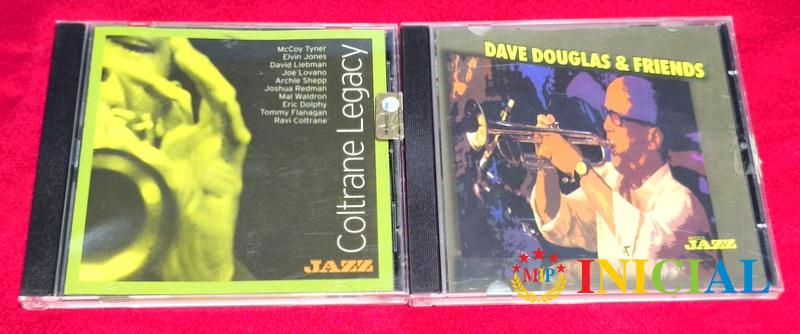 McCoy Tyner
Elvin Jones
David Liebman
Joe Lovano
Archie Shepp
Joshua Redman
Mal Waldron
Eric Dolphy
Tommy Flanagan
Ravi Coltrane
Coltrane Legacy
JAZZ
DAVE DOUGLAS & FRIENDS
JAZZ
MJP INICIAL